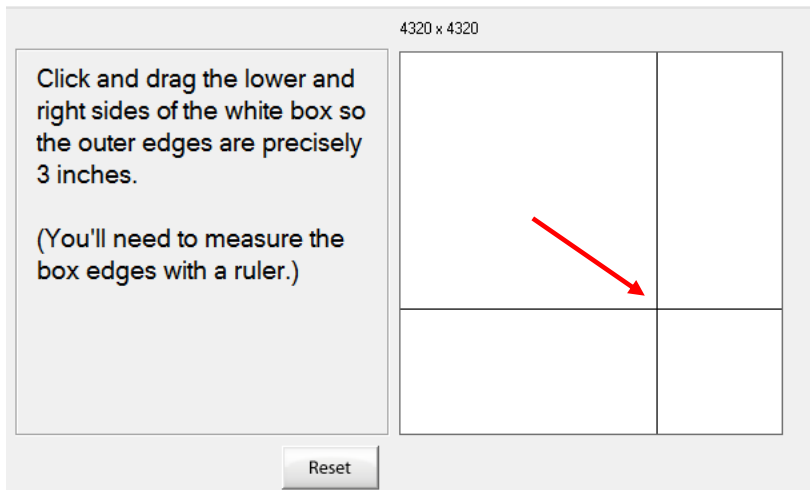 4320 x 4320
Click and drag the lower and
right sides of the white box so
the outer edges are precisely
3 inches.
(You'll need to measure the
box edges with a ruler.)
Reset